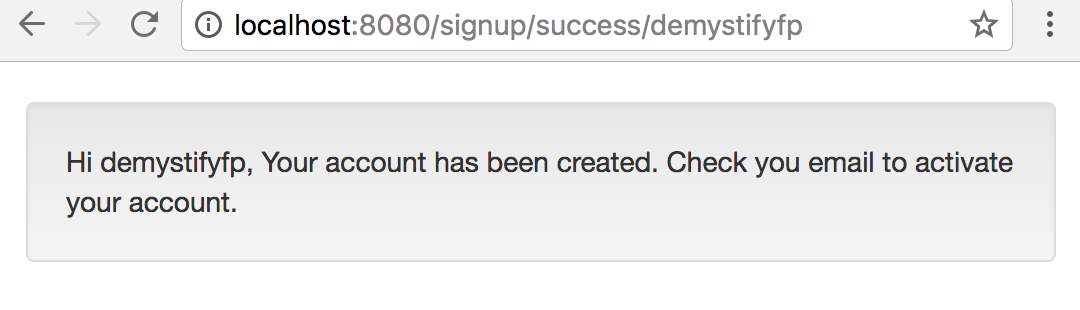 localhost:8080/signup/success/demystifyfp
Hi demystifyfp, Your account has been created. Check you email to activate
your account.